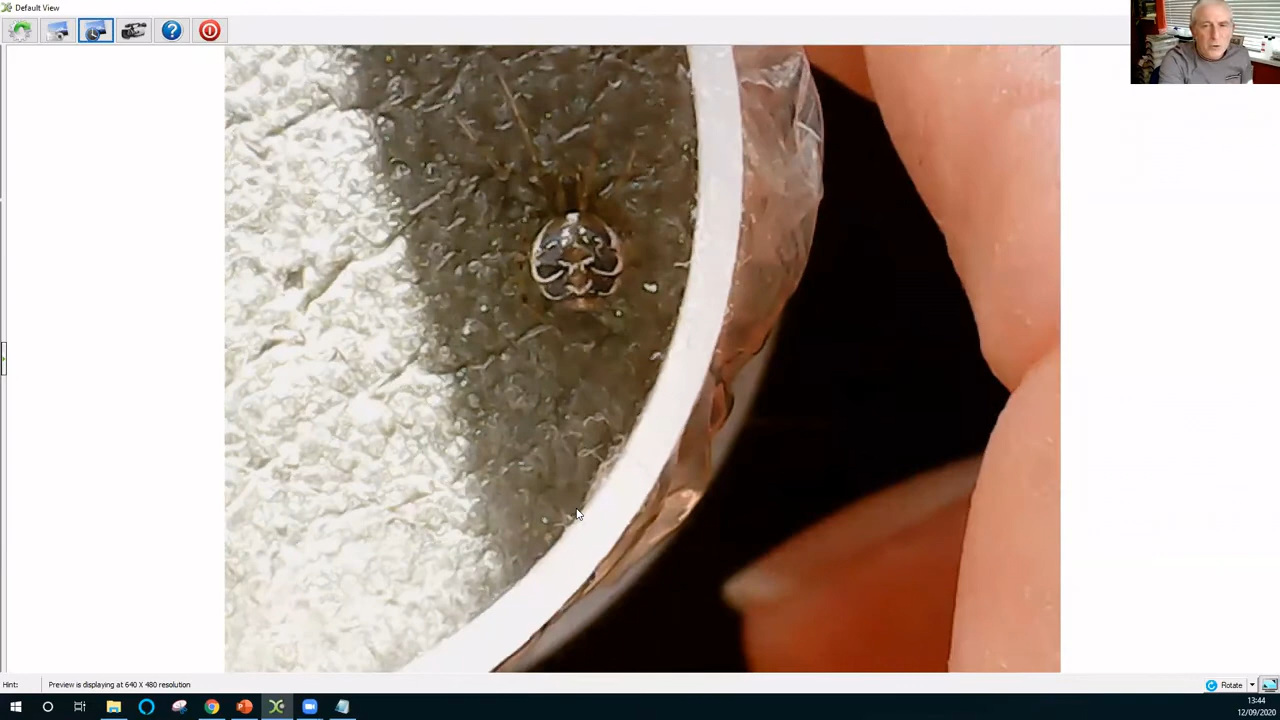 Default View
Hint:
Preview is displaying at 640 X 480 resolution
Rotate
13:44
12/09/2020